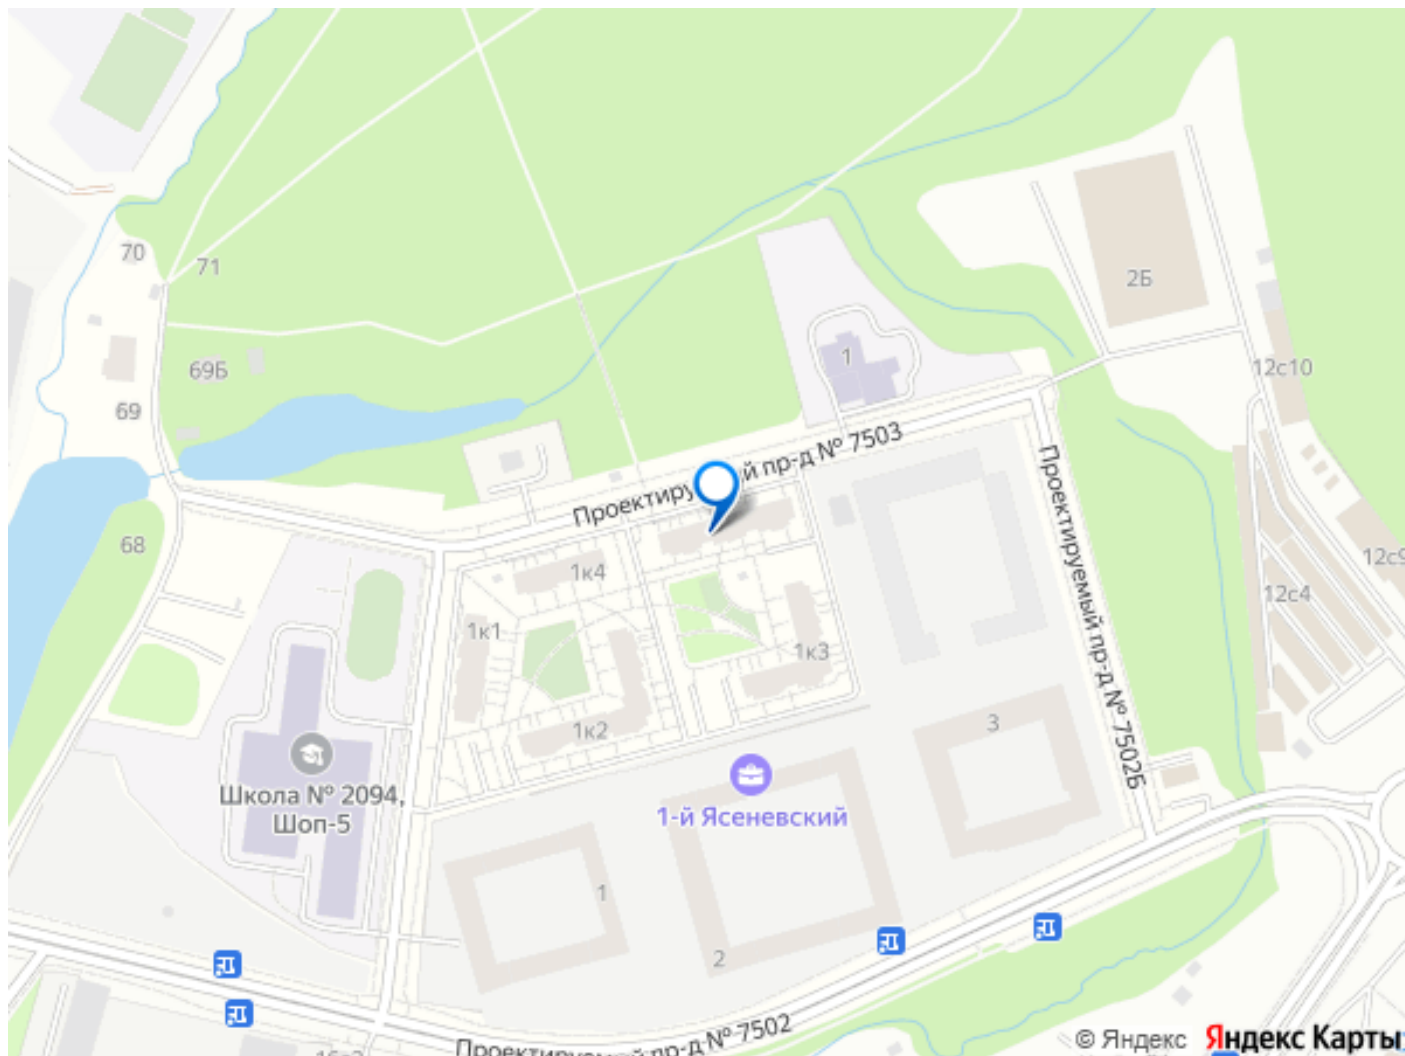 70
71
2Б
1
69Б
12с10
69
Проектируемый пр-д № 7503
68
Проектируемый пр-д № 7502Б
12с9
1к4
12с4
1к1
1к3
1к2
3
Школа № 2094,
Шоп-5
1-й Ясеневский
1
2
Проектируемый пр-д № 7502
© Яндекс Яндекс Карты